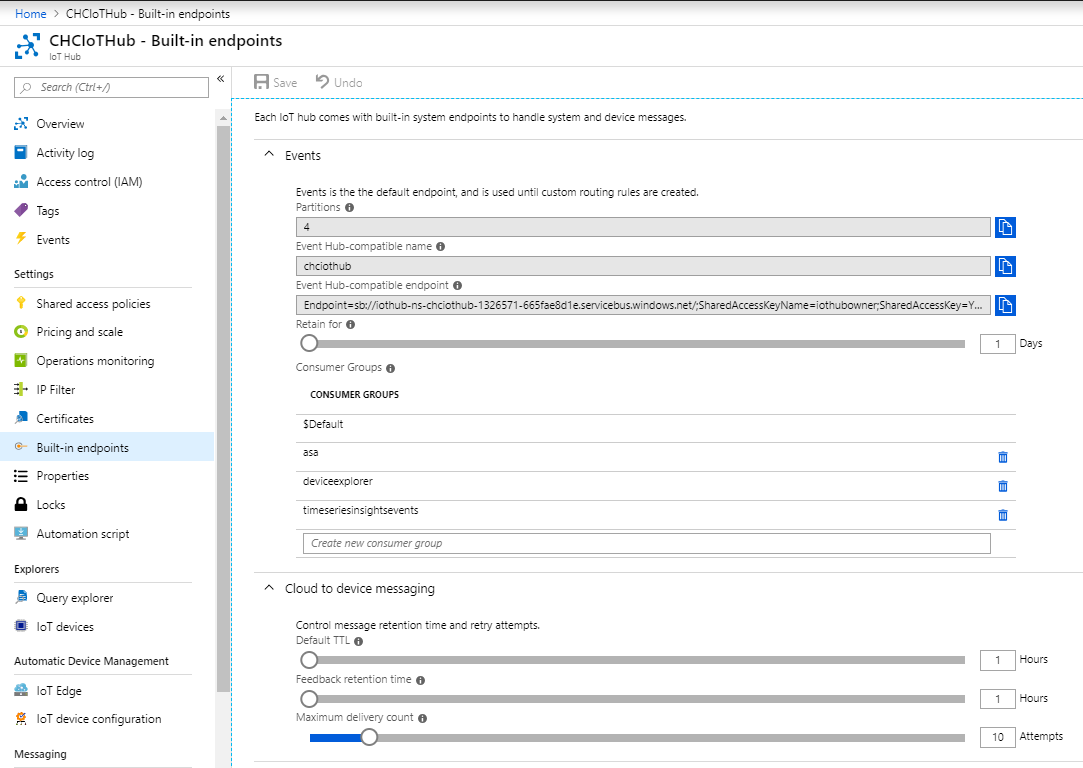 Home > CHCIoTHub - Built-in endpoints
CHCIoTHub - Built-in endpoints
IoT Hub
Search (Ctrl+/)
«
Overview
Activity log
Access control (IAM)
Tags
Events
Settings
Shared access policies
Pricing and scale
Operations monitoring
IP Filter
Certificates
Built-in endpoints
Properties
Locks
Automation script
Explorers
Query explorer
IoT devices
Automatic Device Management
IoT Edge
IoT device configuration
Messaging
Save Undo
Each IoT hub comes with built-in system endpoints to handle system and device messages.
Events
Events is the the default endpoint, and is used until custom routing rules are created.
Partitions
4
Event Hub-compatible name
chciothub
Event Hub-compatible endpoint
Endpoint=sb://iothub-ns-chciothub-1326571-665fae8d1e.servicebus.windows.net/;SharedAccessKeyName=iothubowner;SharedAccessKey=Y...
Retain for
1 Days
Consumer Groups
CONSUMER GROUPS
$Default
asa
deviceexplorer
timeseriesinsightsevents
Create new consumer group
Cloud to device messaging
Control message retention time and retry attempts.
Default TTL
1 Hours
Feedback retention time
1 Hours
Maximum delivery count
10 Attempts